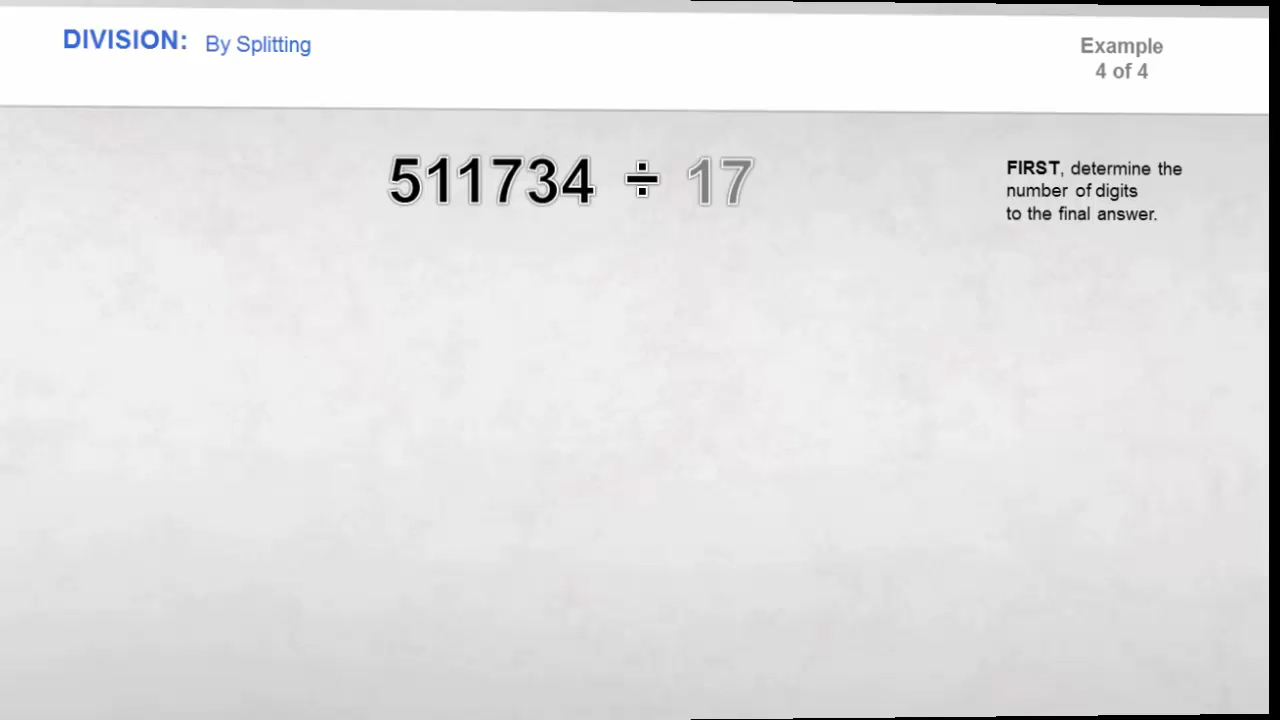 DIVISION: By Splitting
Example
4 of 4
511734 ÷ 17
FIRST, determine the
number of digits
to the final answer.